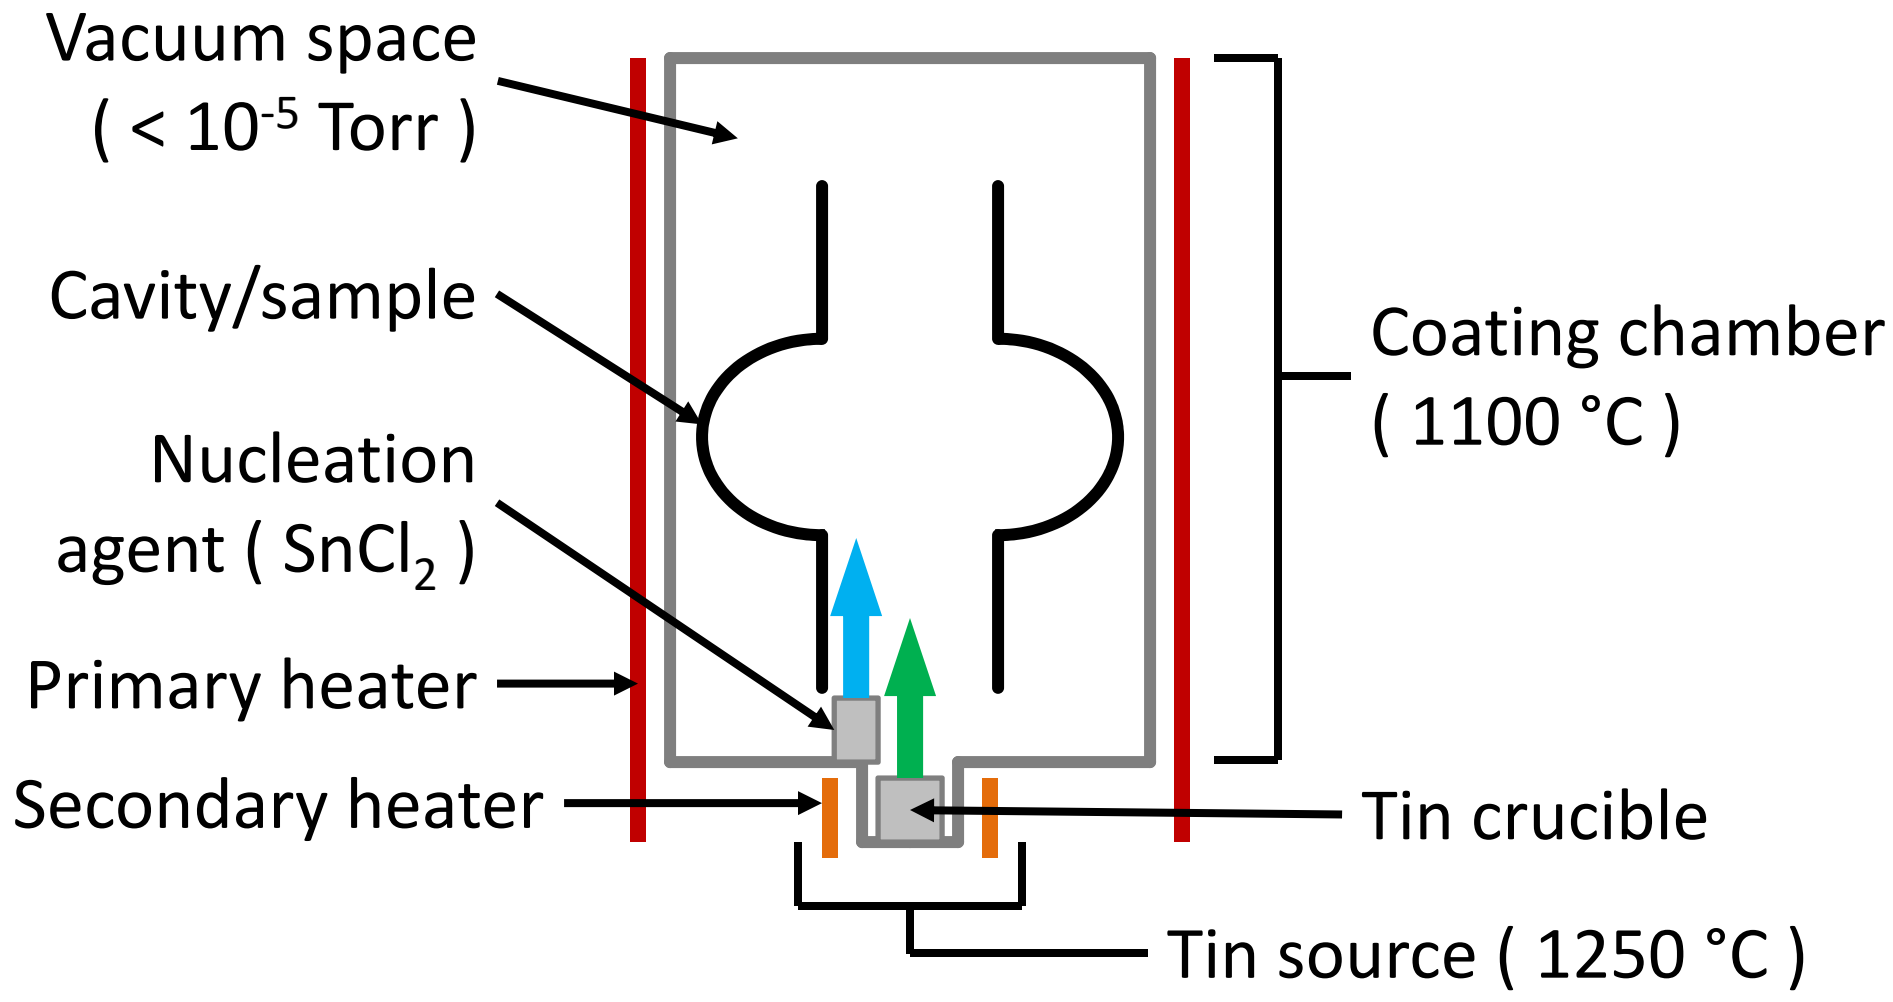 Vacuum space
( < 10⁻⁵ Torr )
Cavity/sample
Nucleation
agent ( SnCl₂ )
Primary heater
Secondary heater
Coating chamber
( 1100 °C )
Tin crucible
Tin source ( 1250 °C )